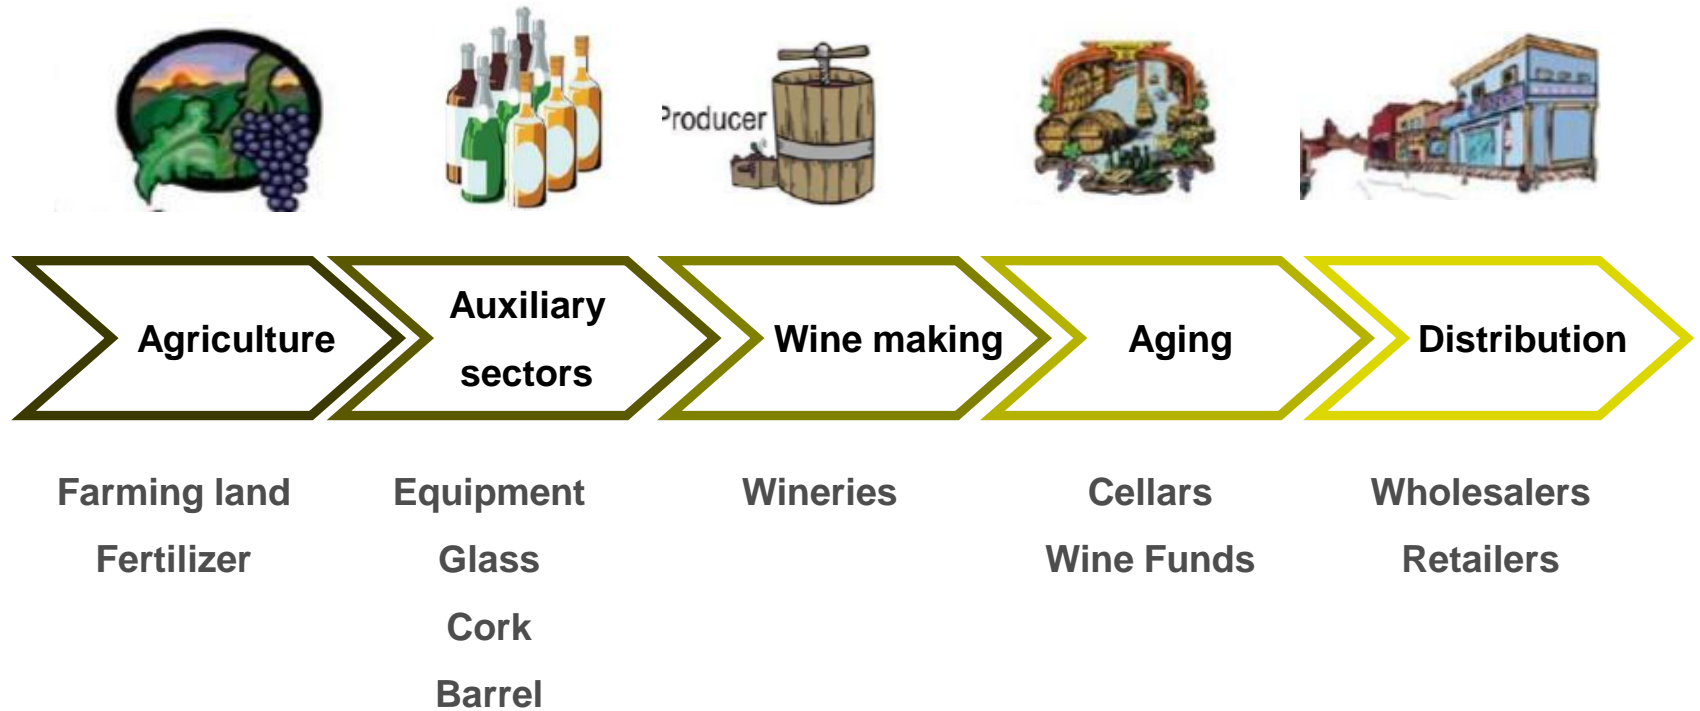 Producer
Agriculture
Auxiliary
sectors
Wine making
Aging
Distribution
Farming land
Fertilizer
Equipment
Glass
Cork
Barrel
Wineries
Cellars
Wine Funds
Wholesalers
Retailers